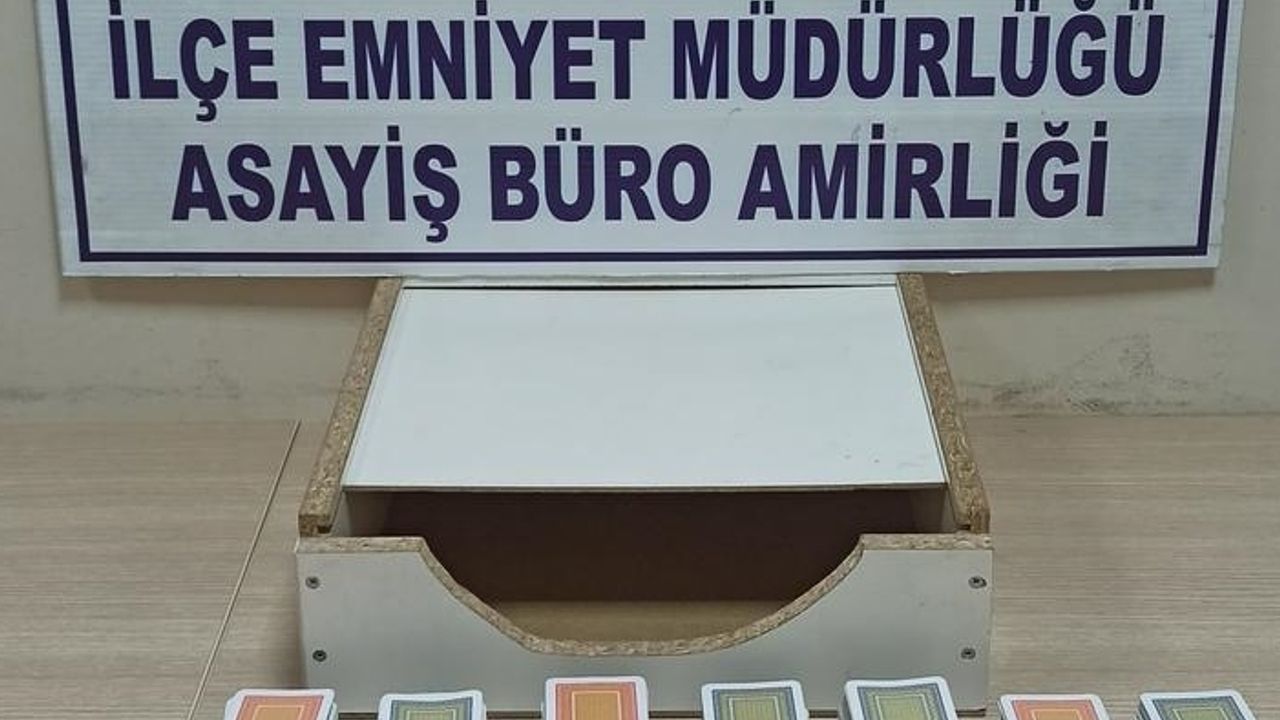 İLÇE EMNİYET MÜDÜRLÜĞÜ
ASAYİŞ BÜRO AMİRLİĞİ